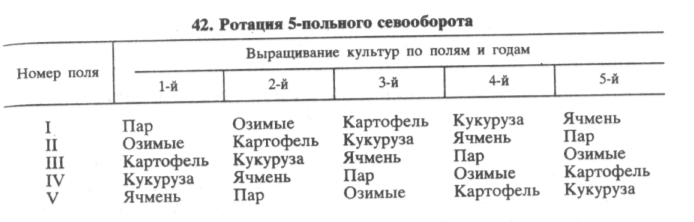 42. Ротация 5-польного севооборота
Номер поля
Выращивание культур по полям и годам
1-й 2-й 3-й 4-й 5-й
I Пар Озимые Картофель Кукуруза Ячмень
II Озимые Картофель Кукуруза Ячмень Пар
III Картофель Кукуруза Ячмень Пар Озимые
IV Кукуруза Ячмень Пар Озимые Картофель
V Ячмень Пар Озимые Картофель Кукуруза